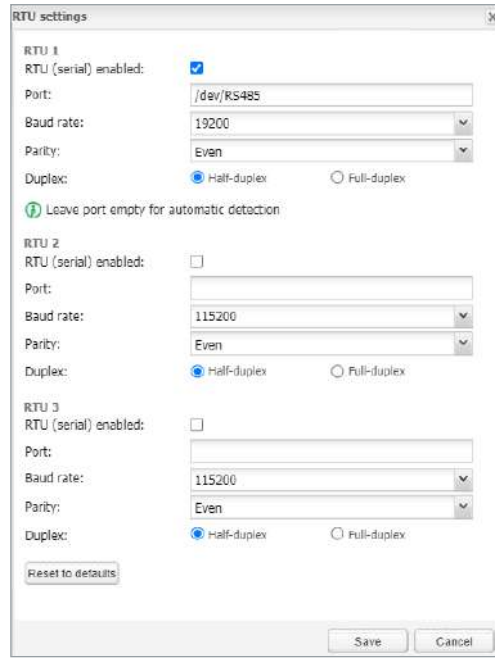 RTU settings
RTU 1
RTU (serial) enabled:
Port: /dev/RS485
Baud rate: 19200
Parity: Even
Duplex: Half-duplex Full-duplex
Leave port empty for automatic detection
RTU 2
RTU (serial) enabled:
Port:
Baud rate: 115200
Parity: Even
Duplex: Half-duplex Full-duplex
RTU 3
RTU (serial) enabled:
Port:
Baud rate: 115200
Parity: Even
Duplex: Half-duplex Full-duplex
Reset to defaults
Save Cancel